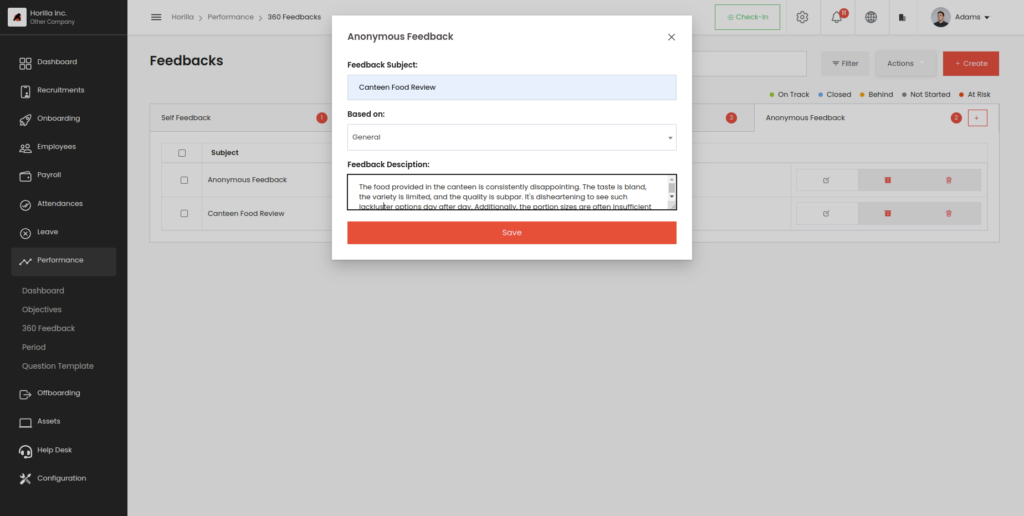 Horilla Inc.
Other Company
Dashboard
Recruitments
Onboarding
Employees
Payroll
Attendances
Leave
Performance
Dashboard
Objectives
360 Feedback
Period
Question Template
Offboarding
Assets
Help Desk
Configuration
Horilla > Performance > 360 Feedbacks
Check-In
Adams
Feedbacks
Filter
Actions
+ Create
On Track Closed Behind Not Started At Risk
Self Feedback 1
3
Anonymous Feedback 2 +
Subject
Anonymous Feedback
Canteen Food Review
Anonymous Feedback
Feedback Subject:
Canteen Food Review
Based on:
General
Feedback Desciption:
The food provided in the canteen is consistently disappointing. The taste is bland,
the variety is limited, and the quality is subpar. It's disheartening to see such
lackluster options day after day. Additionally, the portion sizes are often insufficient
Save